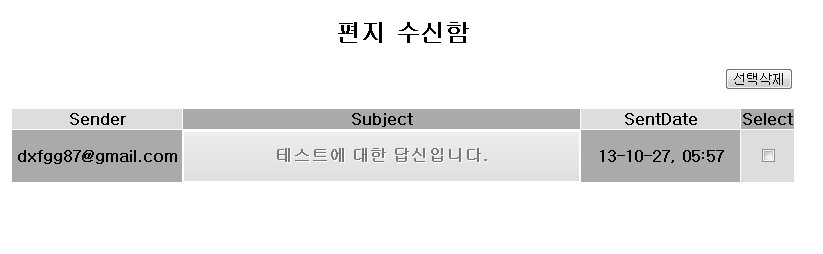 편지 수신함
선택삭제
Sender Subject SentDate Select
dxfgg87@gmail.com 테스트에 대한 답신입니다. 13-10-27, 05:57